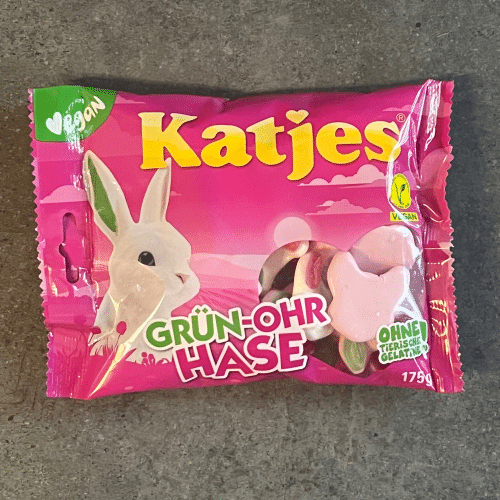 Vegan
Katjes®
VEGAN
GRÜN-OHR
HASE
OHNE
TIERISCHE
GELATINE!
175g